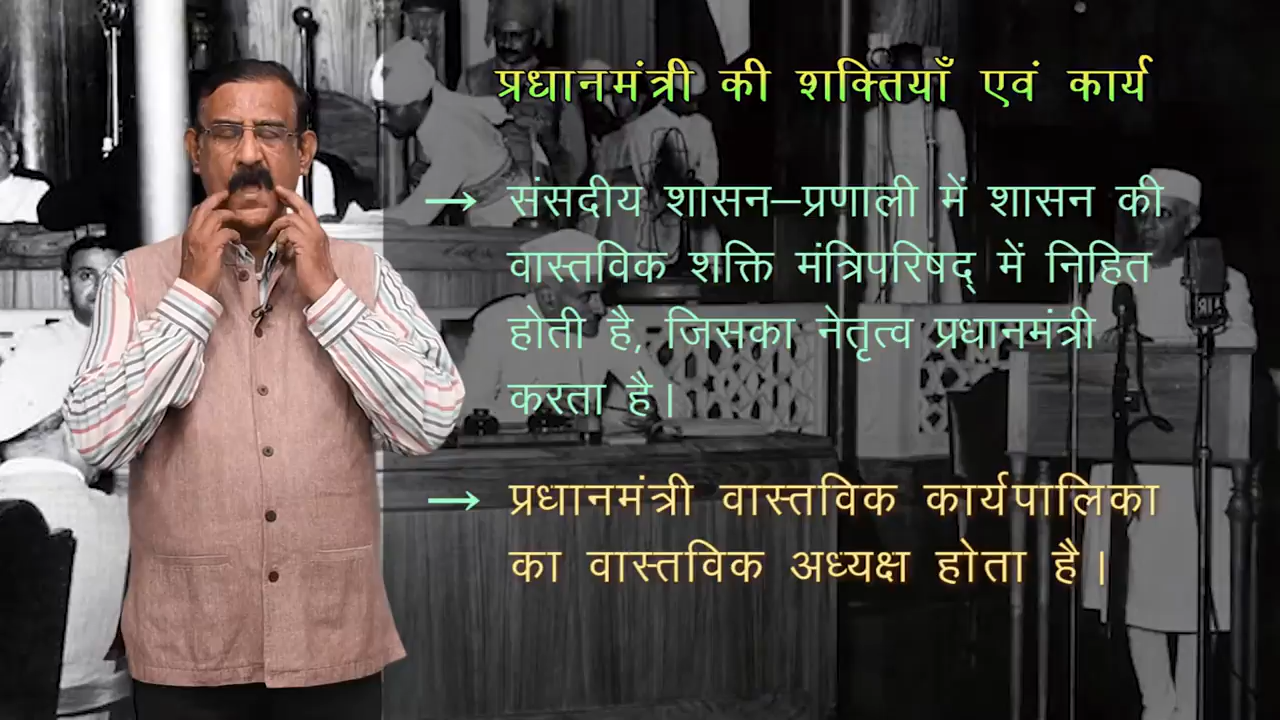 प्रधानमंत्री की शक्तियाँ एवं कार्य
→ संसदीय शासन–प्रणाली में शासन की
वास्तविक शक्ति मंत्रिपरिषद् में निहित
होती है, जिसका नेतृत्व प्रधानमंत्री
करता है।
→ प्रधानमंत्री वास्तविक कार्यपालिका
का वास्तविक अध्यक्ष होता है।
AIR